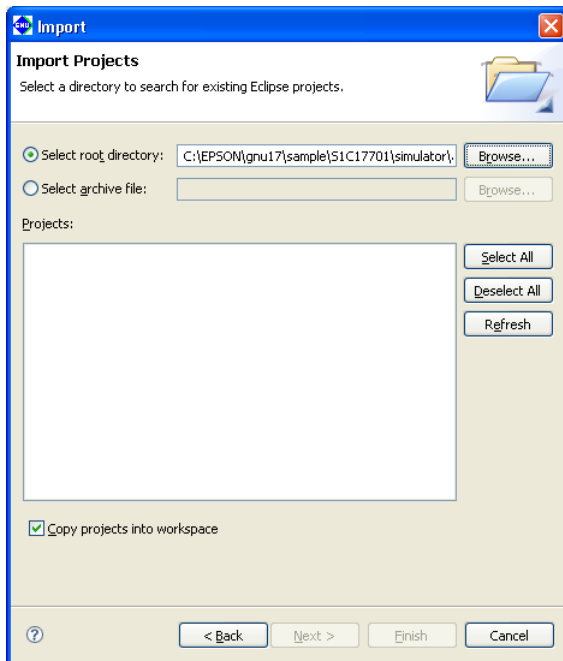 GNU Import
Import Projects
Select a directory to search for existing Eclipse projects.
Select root directory: C:\EPSON\gnu17\sample\S1C17701\simulator\. Browse...
Select archive file: Browse...
Projects:
Select All
Deselect All
Refresh
Copy projects into workspace
? < Back Next > Finish Cancel